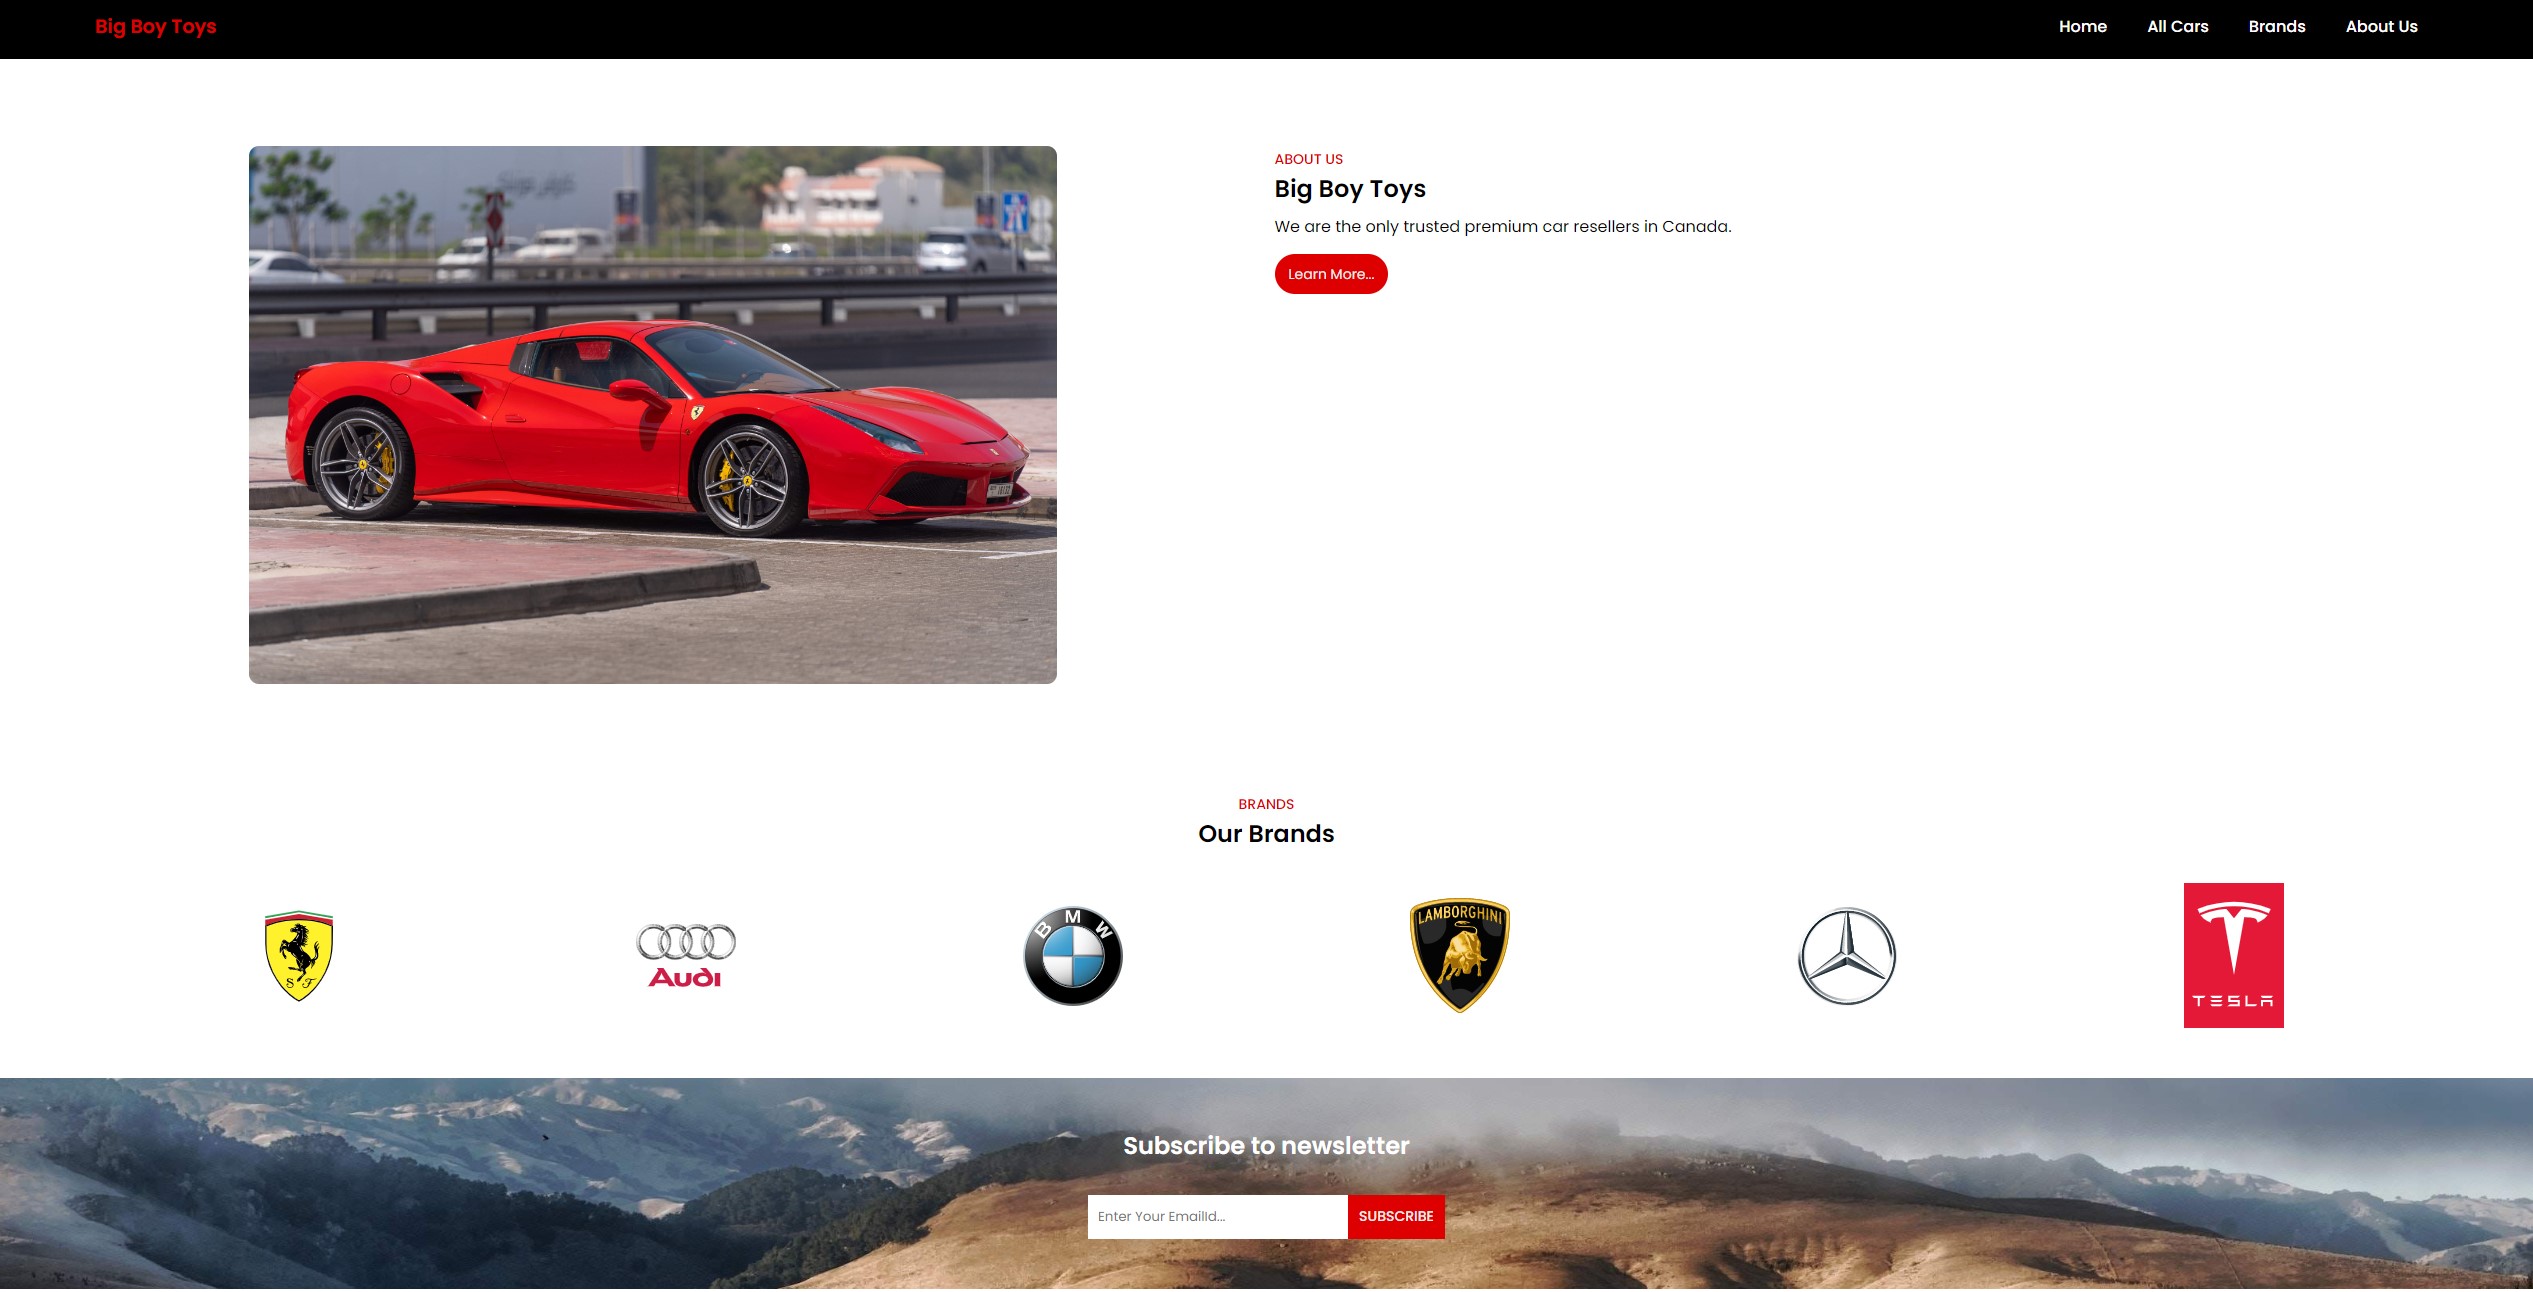 Big Boy Toys
Home All Cars Brands About Us
ABOUT US
Big Boy Toys
We are the only trusted premium car resellers in Canada.
Learn More...
BRANDS
Our Brands
S F
Audi
BMW
LAMBORGHINI
TESLA
Subscribe to newsletter
Enter Your EmailId...
SUBSCRIBE